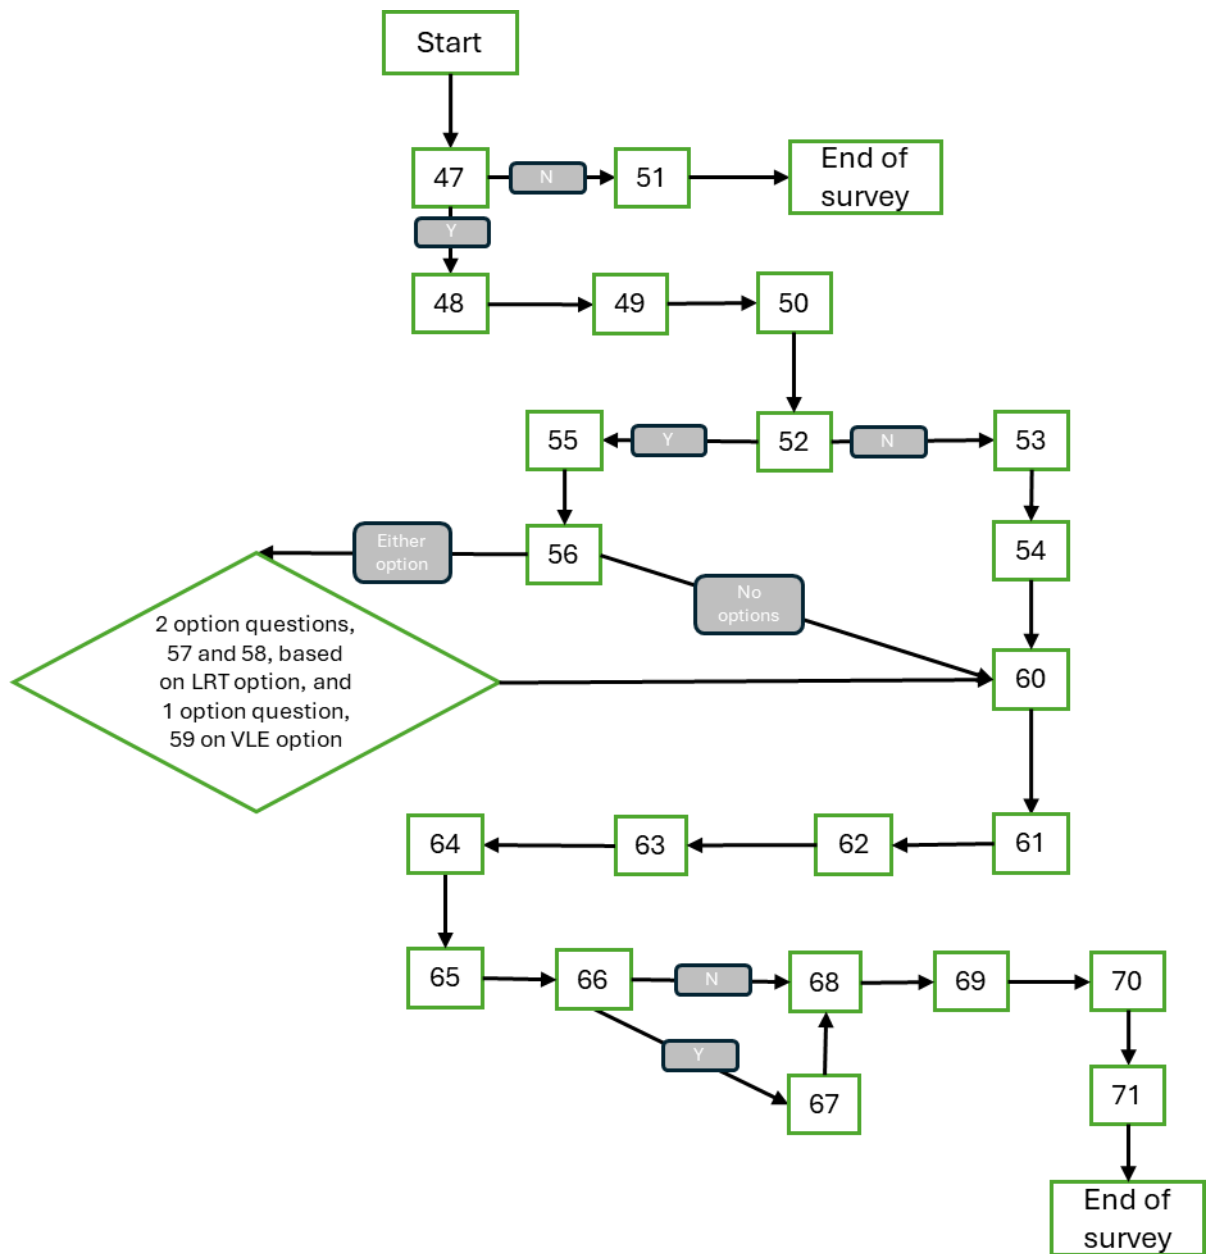 Start
47
N
51
End of
survey
Y
48
49
50
55
Y
52
N
53
Either
option
56
54
No
options
2 option questions,
57 and 58, based
on LRT option, and
1 option question,
59 on VLE option
60
64
63
62
61
65
66
N
68
69
70
Y
67
71
End of
survey